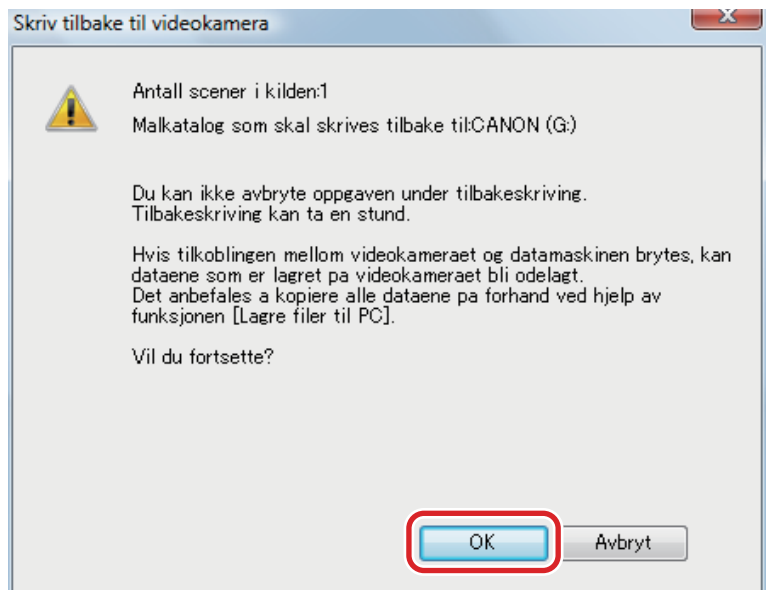 Skriv tilbake til videokamera
Antall scener i kilden:1
Malkatalog som skal skrives tilbake til:CANON (G:)
Du kan ikke avbryte oppgaven under tilbakeskriving.
Tilbakeskriving kan ta en stund.
Hvis tilkoblingen mellom videokameraet og datamaskinen brytes, kan
dataene som er lagret pa videokameraet bli odelagt.
Det anbefales a kopiere alle dataene pa forhand ved hjelp av
funksjonen [Lagre filer til PC].
Vil du fortsette?
OK
Avbryt